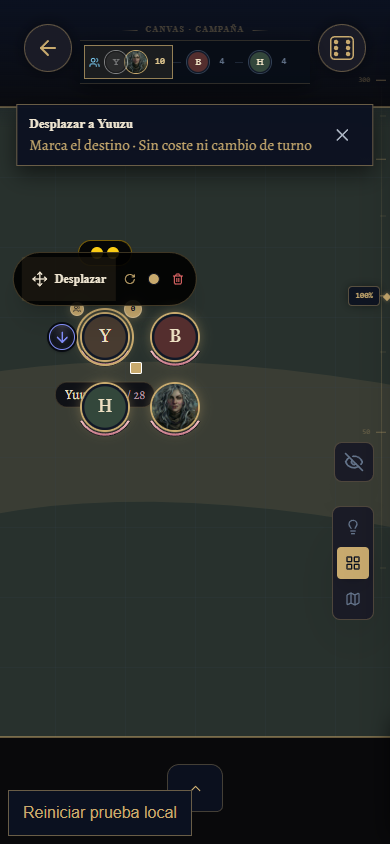 CANVAS · CAMPAÑA
Y 10 B 4 H 4
Desplazar a Yuuzu
Marca el destino · Sin coste ni cambio de turno
Desplazar
100%
Y B
/ 28
H
50
Reiniciar prueba local